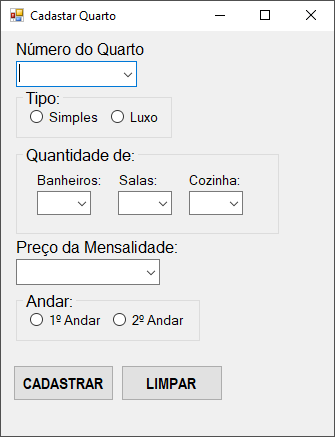 Cadastar Quarto
Número do Quarto
Tipo:
Simples Luxo
Quantidade de:
Banheiros: Salas: Cozinha:
Preço da Mensalidade:
Andar:
1º Andar 2º Andar
CADASTRAR LIMPAR